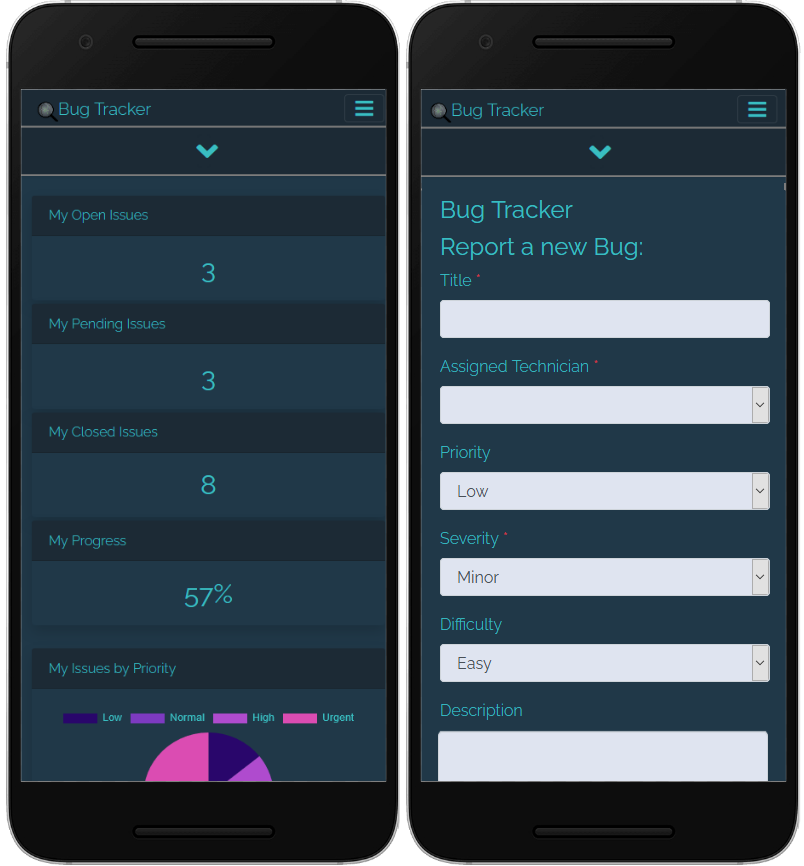 Bug Tracker
My Open Issues
3
My Pending Issues
3
My Closed Issues
8
My Progress
57%
My Issues by Priority
Low Normal High Urgent
Bug Tracker
Bug Tracker
Report a new Bug:
Title *
Assigned Technician *
Priority
Low
Severity *
Minor
Difficulty
Easy
Description